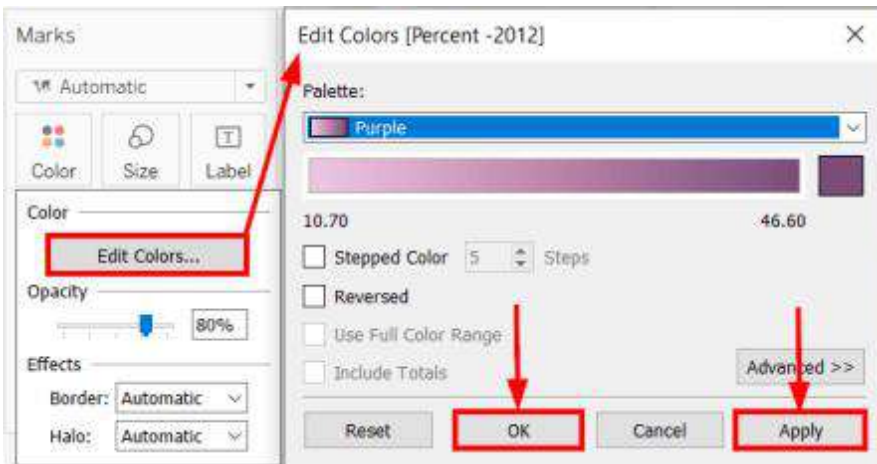 Marks
Automatic
Color Size Label
Color
Edit Colors...
Opacity
80%
Effects
Border: Automatic
Halo: Automatic
Edit Colors [Percent -2012]
Palette:
Purple
10.70 46.60
Stepped Color 5 Steps
Reversed
Use Full Color Range
Include Totals
Advanced >>
Reset OK Cancel Apply